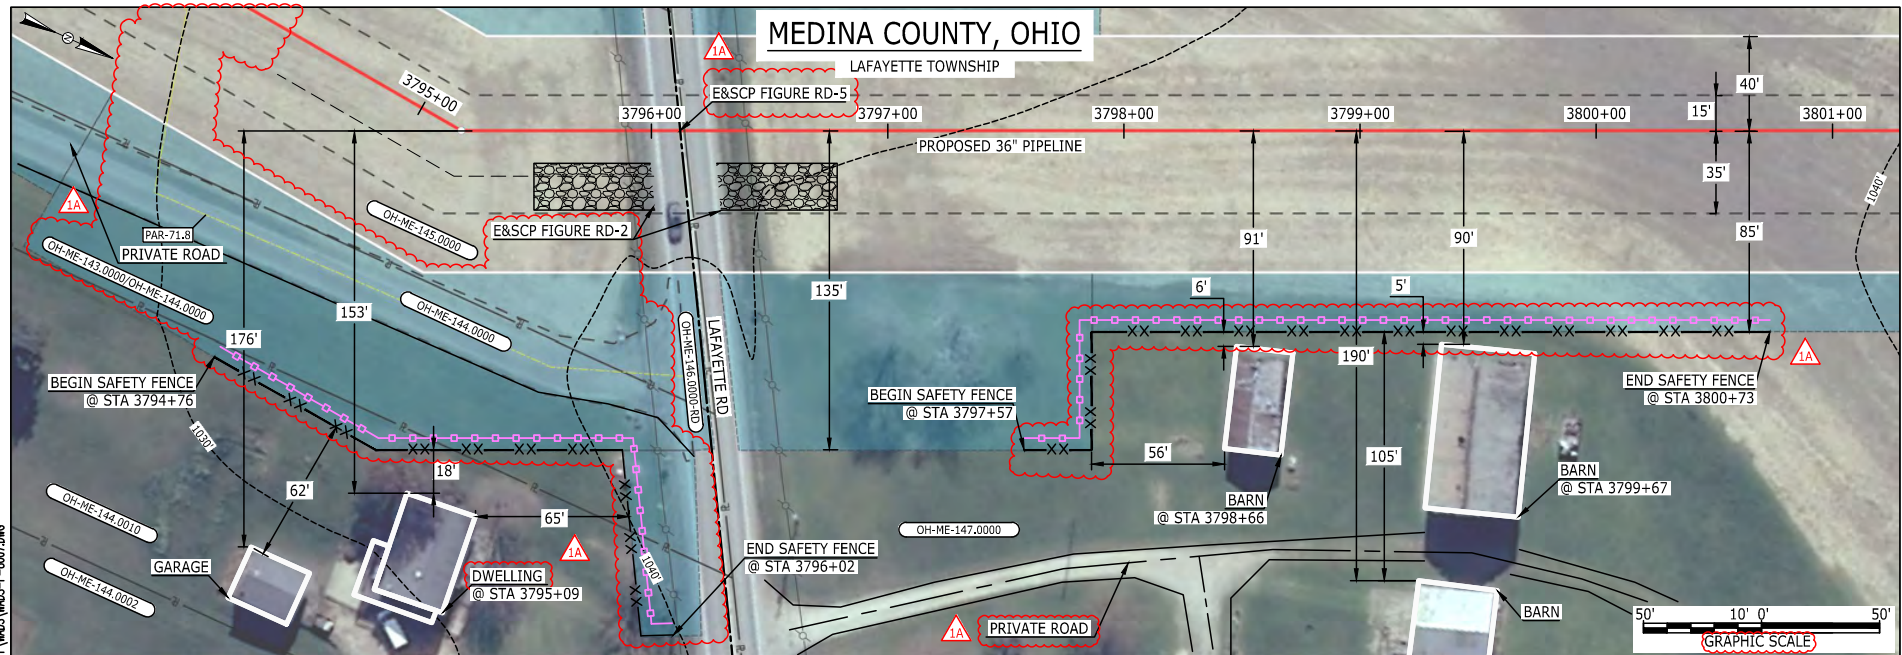 MEDINA COUNTY, OHIO
LAFAYETTE TOWNSHIP
N
1A
E&SCP FIGURE RD-5
3795+00
3796+00
3797+00
3798+00
3799+00
3800+00
3801+00
40'
15'
PROPOSED 36" PIPELINE
35'
1040'
1A
PAR-71.8
PRIVATE ROAD
OH-ME-145.0000
E&SCP FIGURE RD-2
OH-ME-143.0000/OH-ME-144.0000
OH-ME-144.0000
91'
90'
85'
135'
6'
5'
153'
176'
OH-ME-146.0000-RD
LAFAYETTE RD
190'
1A
BEGIN SAFETY FENCE
@ STA 3794+76
BEGIN SAFETY FENCE
@ STA 3797+57
END SAFETY FENCE
@ STA 3800+73
1030'
18'
62'
65'
56'
105'
BARN
@ STA 3798+66
BARN
@ STA 3799+67
OH-ME-144.0010
OH-ME-147.0000
1A
GARAGE
DWELLING
@ STA 3795+09
1040'
END SAFETY FENCE
@ STA 3796+02
OH-ME-144.0002
1A
PRIVATE ROAD
BARN
50' 10' 0' 50'
GRAPHIC SCALE